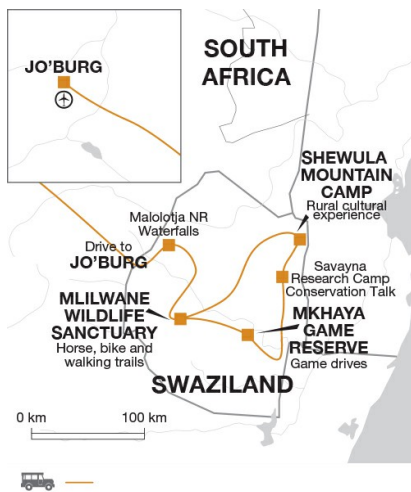 JO'BURG
SOUTH
AFRICA
SHEWULA
MOUNTAIN
CAMP
Rural cultural
experience
Malolotja NR
Waterfalls
Drive to
JO'BURG
Savayna
Research Camp
Conservation Talk
MLILWANE
WILDLIFE
SANCTUARY
Horse, bike and
walking trails
MKHAYA
GAME
RESERVE
Game drives
SWAZILAND
0 km
100 km